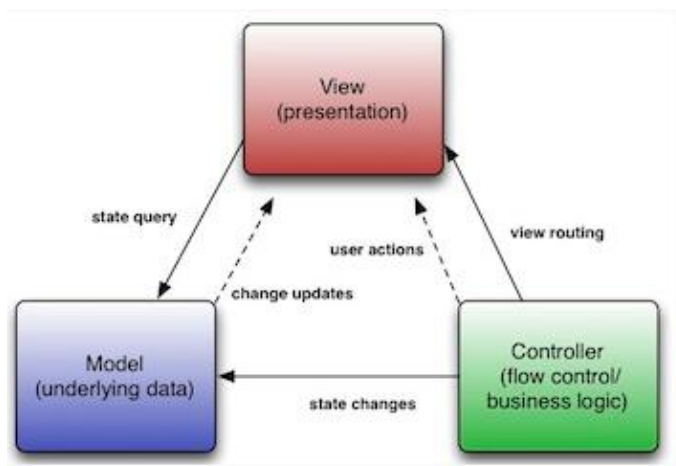 View
(presentation)
state query
view routing
user actions
change updates
Model
(underlying data)
Controller
(flow control/
business logic)
state changes